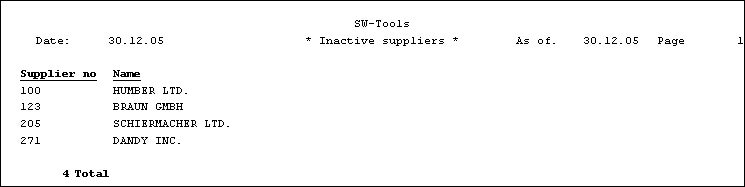 SW-Tools
Date: 30.12.05 * Inactive suppliers * As of. 30.12.05 Page 1
Supplier no Name
100 HUMBER LTD.
123 BRAUN GMBH
205 SCHIERMACHER LTD.
271 DANDY INC.
4 Total